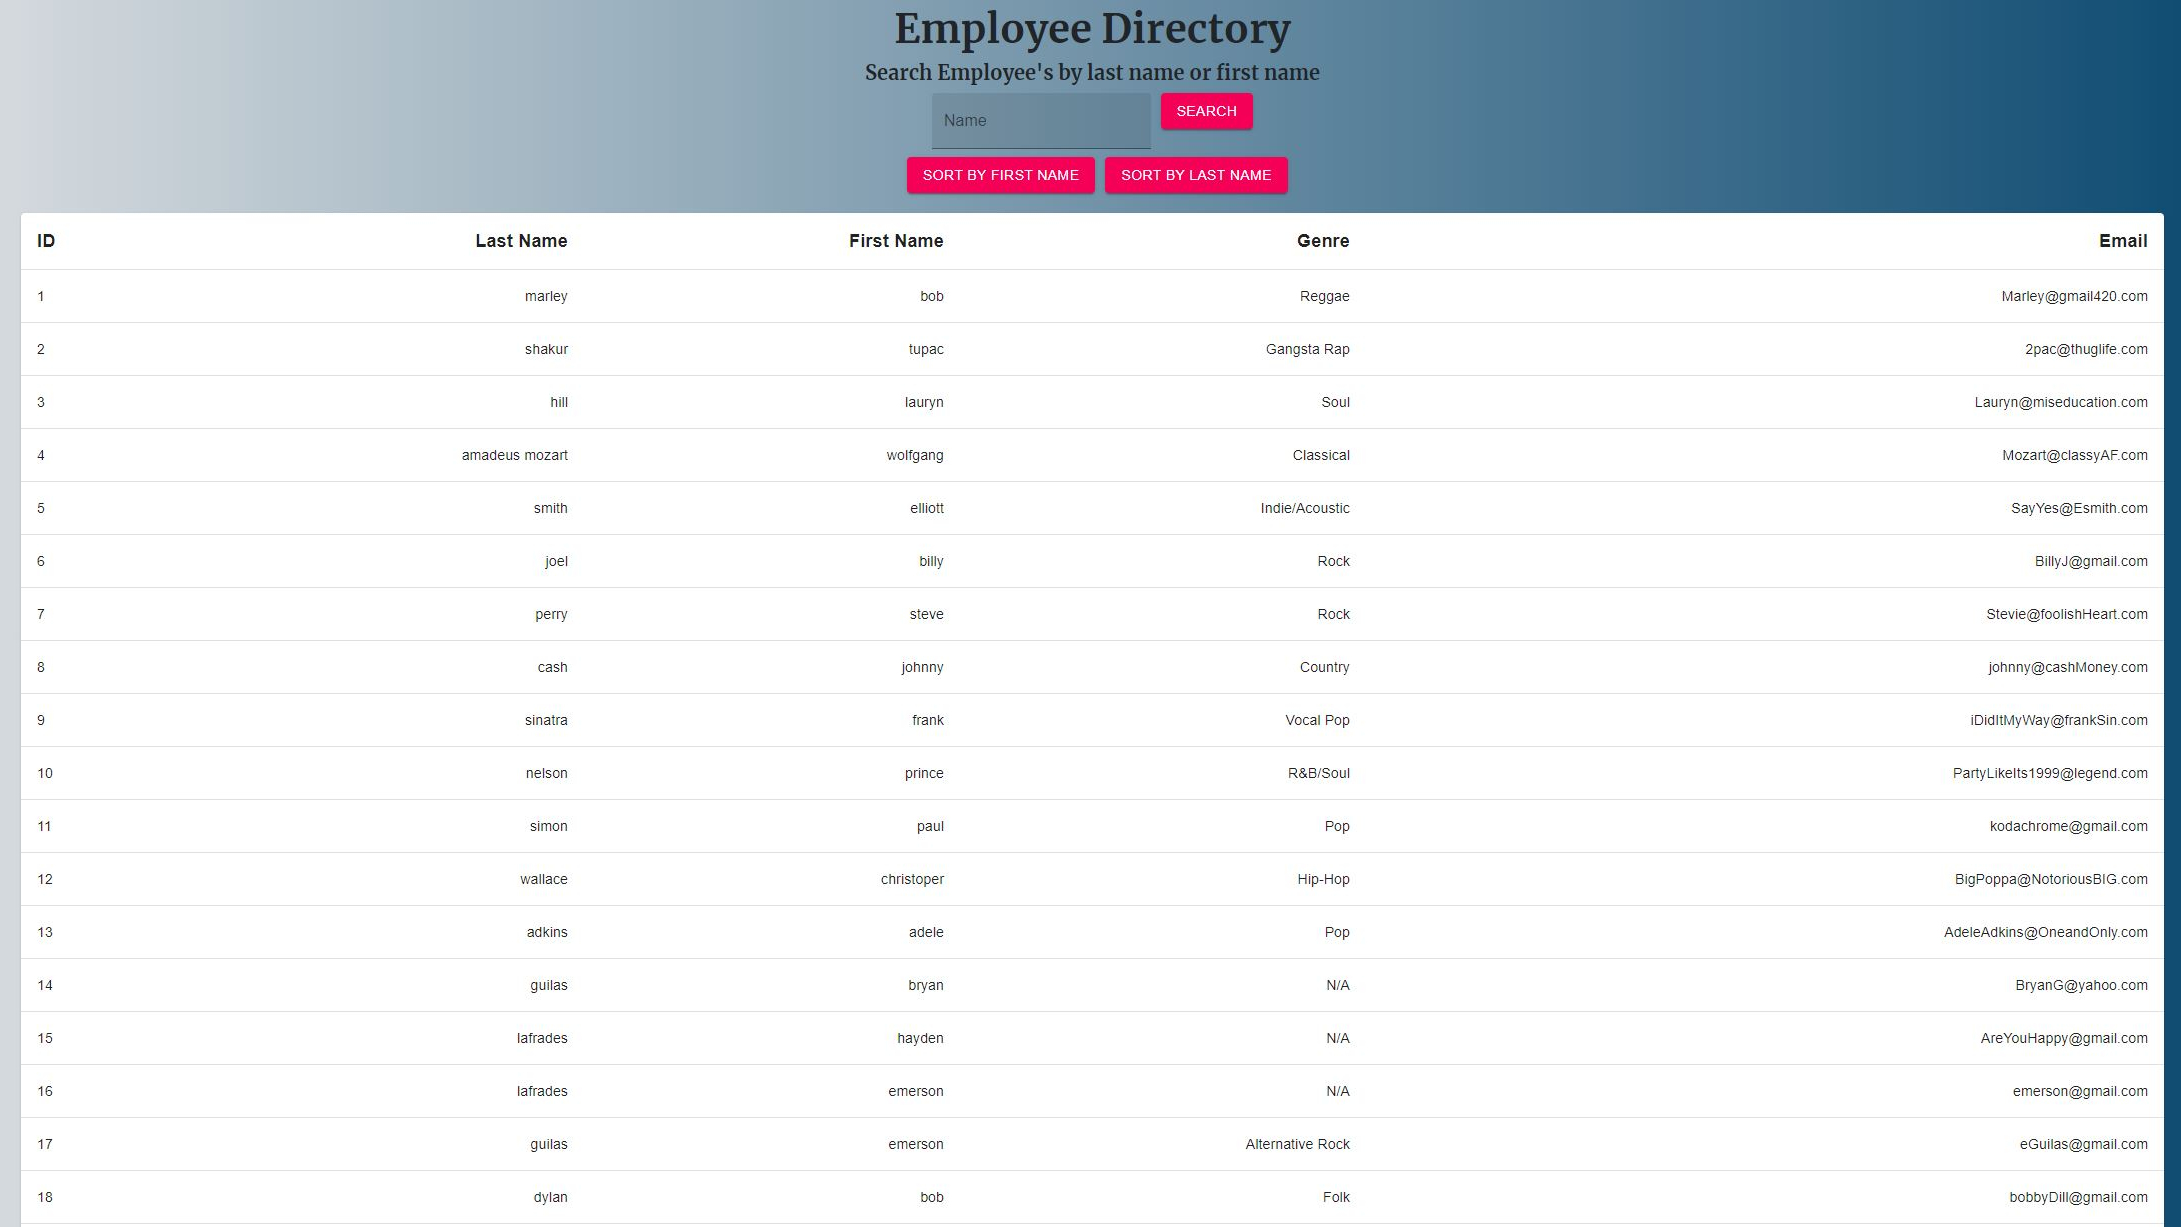 Employee Directory
Search Employee's by last name or first name
Name SEARCH
SORT BY FIRST NAME SORT BY LAST NAME
ID Last Name First Name Genre Email
1 marley bob Reggae Marley@gmail420.com
2 shakur tupac Gangsta Rap 2pac@thuglife.com
3 hill lauryn Soul Lauryn@miseducation.com
4 amadeus mozart wolfgang Classical Mozart@classyAF.com
5 smith elliott Indie/Acoustic SayYes@Esmith.com
6 joel billy Rock BillyJ@gmail.com
7 perry steve Rock Stevie@foolishHeart.com
8 cash johnny Country johnny@cashMoney.com
9 sinatra frank Vocal Pop iDidItMyWay@frankSin.com
10 nelson prince R&B/Soul PartyLikeIts1999@legend.com
11 simon paul Pop kodachrome@gmail.com
12 wallace christoper Hip-Hop BigPoppa@NotoriousBIG.com
13 adkins adele Pop AdeleAdkins@OneandOnly.com
14 guilas bryan N/A BryanG@yahoo.com
15 lafrades hayden N/A AreYouHappy@gmail.com
16 lafrades emerson N/A emerson@gmail.com
17 guilas emerson Alternative Rock eGuilas@gmail.com
18 dylan bob Folk bobbyDill@gmail.com